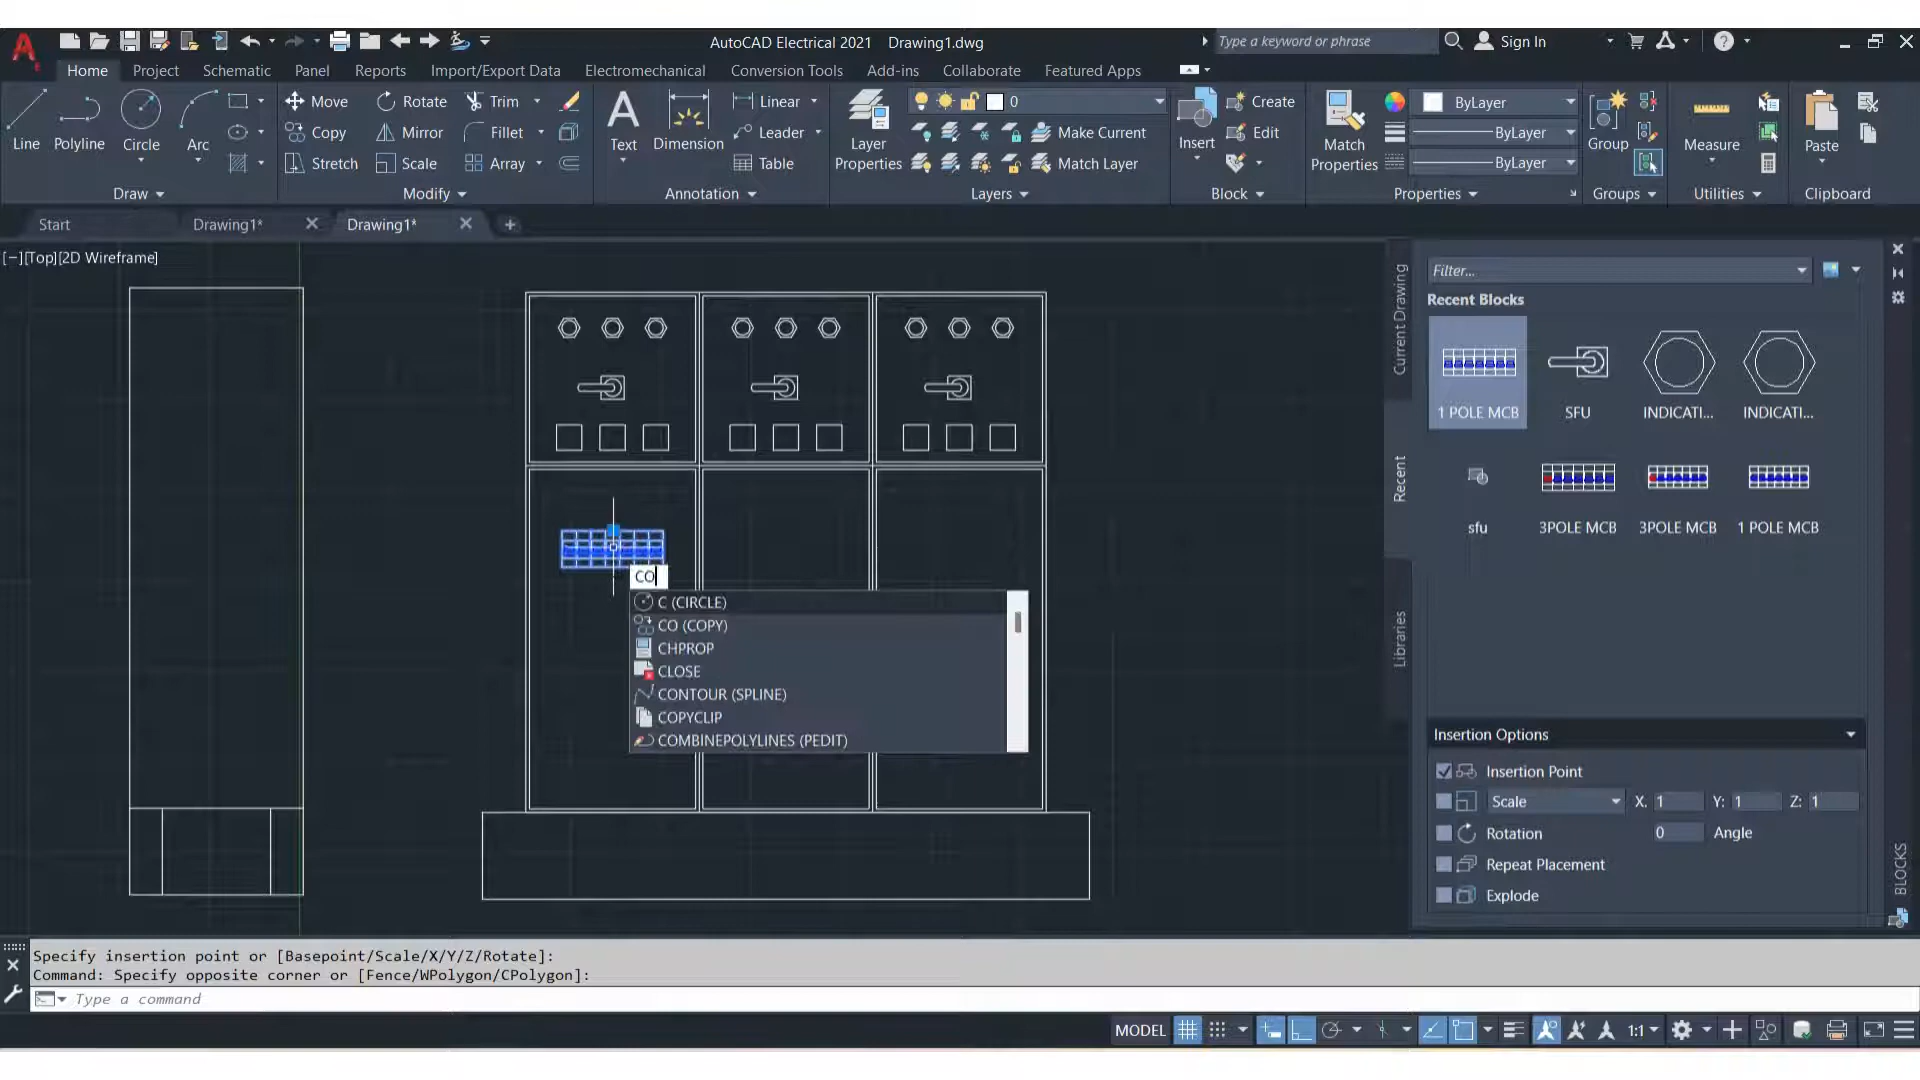 AutoCAD Electrical 2021 Drawing1.dwg
Type a keyword or phrase
Sign In
Home Project Schematic Panel Reports Import/Export Data Electromechanical Conversion Tools Add-ins Collaborate Featured Apps
Line
Polyline
Circle
Arc
Draw
Move Rotate Trim
Copy Mirror Fillet
Stretch Scale Array
Modify
Text
Dimension
Linear
Leader
Table
Annotation
Layer
Properties
0
Make Current
Match Layer
Layers
Insert
Create
Edit
Block
Match
Properties
ByLayer
ByLayer
ByLayer
Properties
Group
Groups
Measure
Utilities
Paste
Clipboard
Start Drawing1* Drawing1*
[−][Top][2D Wireframe]
CO
C (CIRCLE)
CO (COPY)
CHPROP
CLOSE
CONTOUR (SPLINE)
COPYCLIP
COMBINEPOLYLINES (PEDIT)
Current Drawing
Recent
Libraries
Filter...
Recent Blocks
1 POLE MCB SFU INDICATI... INDICATI...
sfu 3POLE MCB 3POLE MCB 1 POLE MCB
Insertion Options
Insertion Point
Scale X. 1 Y: 1 Z: 1
Rotation 0 Angle
Repeat Placement
Explode
BLOCKS
Specify insertion point or [Basepoint/Scale/X/Y/Z/Rotate]:
Command: Specify opposite corner or [Fence/WPolygon/CPolygon]:
Type a command
MODEL 1:1